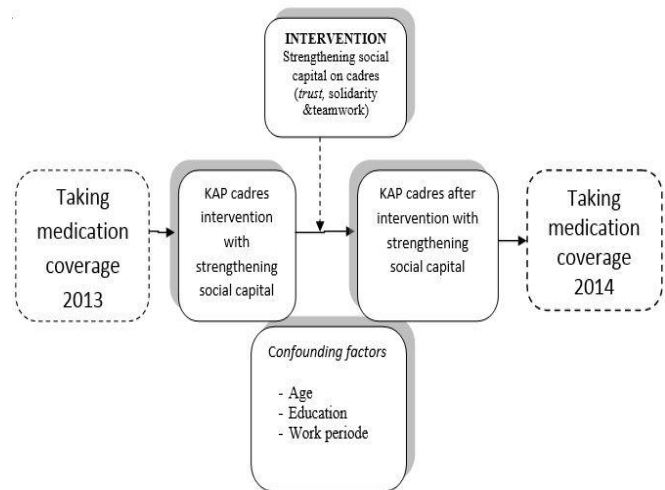 INTERVENTION
Strengthening social
capital on cadres
(trust, solidarity
&teamwork)
Taking
medication
coverage
2013
KAP cadres
intervention
with
strengthening
social capital
KAP cadres after
intervention with
strengthening
social capital
Taking
medication
coverage
2014
Confounding factors
- Age
- Education
- Work periode